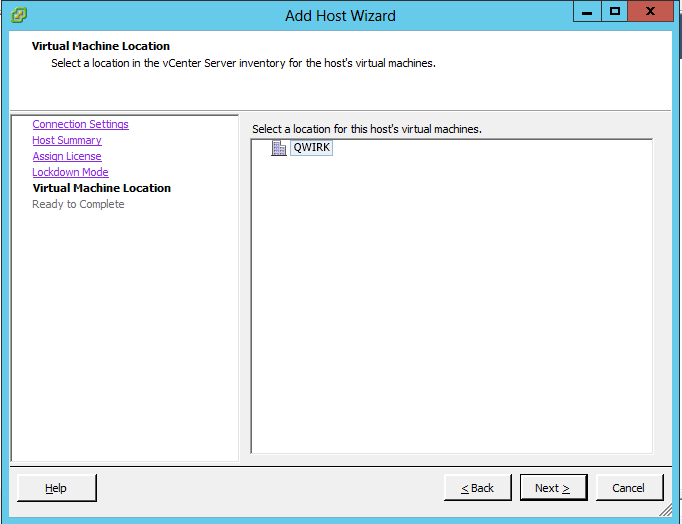 Add Host Wizard
Virtual Machine Location
Select a location in the vCenter Server inventory for the host's virtual machines.
Connection Settings
Host Summary
Assign License
Lockdown Mode
Virtual Machine Location
Ready to Complete
Select a location for this host's virtual machines.
QWIRK
Help
< Back
Next >
Cancel